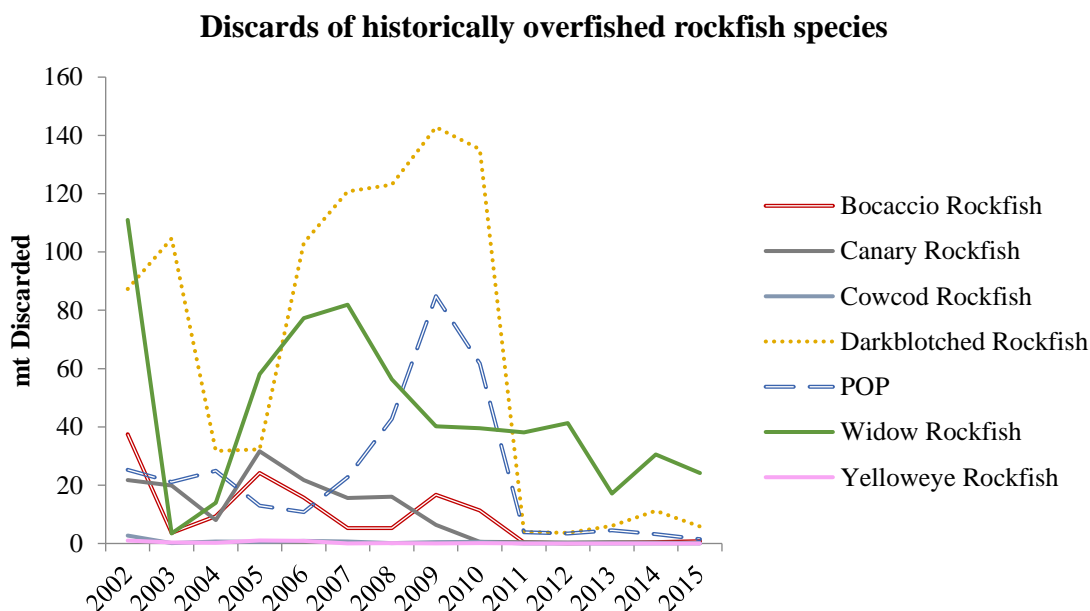 Discards of historically overfished rockfish species
mt Discarded
160
140
120
100
80
60
40
20
0
2002
2003
2004
2005
2006
2007
2008
2009
2010
2011
2012
2013
2014
2015
Bocaccio Rockfish
Canary Rockfish
Cowcod Rockfish
Darkblotched Rockfish
POP
Widow Rockfish
Yelloweye Rockfish